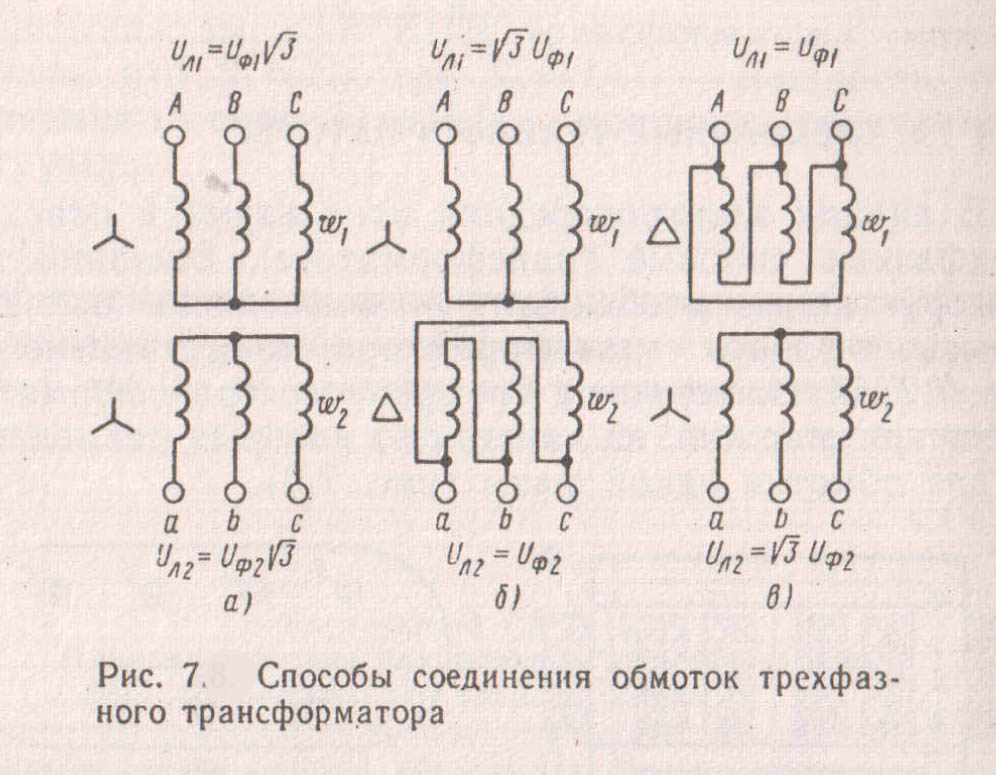 Uл1=Uф1√3
Uл1=√3 Uф1
Uл1=Uф1
A B C
A B C
A B C
w1
w1
w1
w2
w2
w2
a b c
a b c
a b c
Uл2=Uф2√3
Uл2=Uф2
Uл2=√3 Uф2
а)
б)
в)
Рис. 7.8. Способы соединения обмоток трехфаз-
ного трансформатора